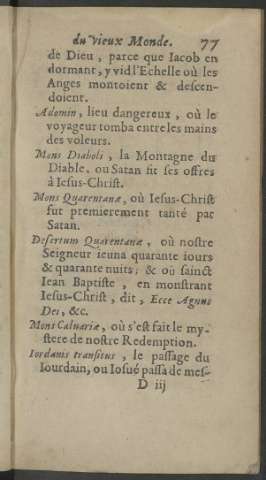 du vieux Monde. 77
de Dieu, parce que Iacob en
dormant, y vid l'Echelle où les
Anges montoient & descen-
doient.
Adomin, lieu dangereux, où le
voyageur tomba entre les mains
des voleurs.
Mons Diaboli, la Montagne du
Diable, ou Satan fit ses offres
à Iesus-Christ.
Mons Quarentanæ, où Iesus-Christ
fut premierement tanté par
Satan.
Desertum Quarentanæ, où nostre
Seigneur ieuna quarante iours
& quarante nuits; & où sainct
Iean Baptiste, en monstrant
Iesus-Christ, dit, Ecce Agnus
Dei, &c.
Mons Caluariæ, où s'est fait le my-
stere de nostre Redemption.
Iordanis transitus, le passage du
Iourdain, ou Iosué passa de mes-
D iij